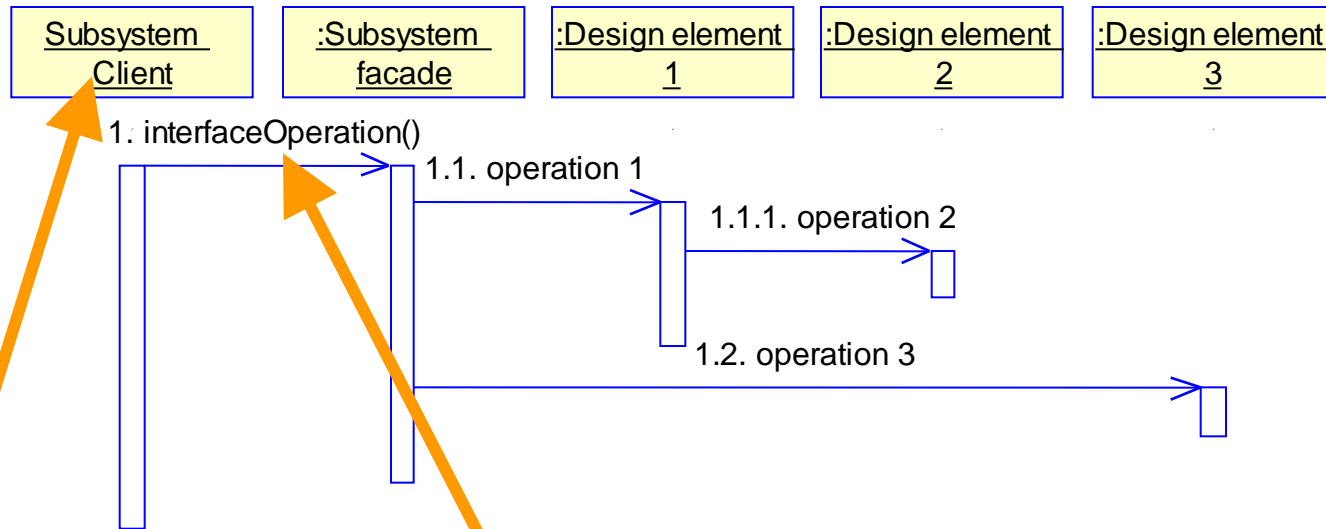 Subsystem
Client
:Subsystem
facade
:Design element
1
:Design element
2
:Design element
3
1. interfaceOperation()
1.1. operation 1
1.1.1. operation 2
1.2. operation 3